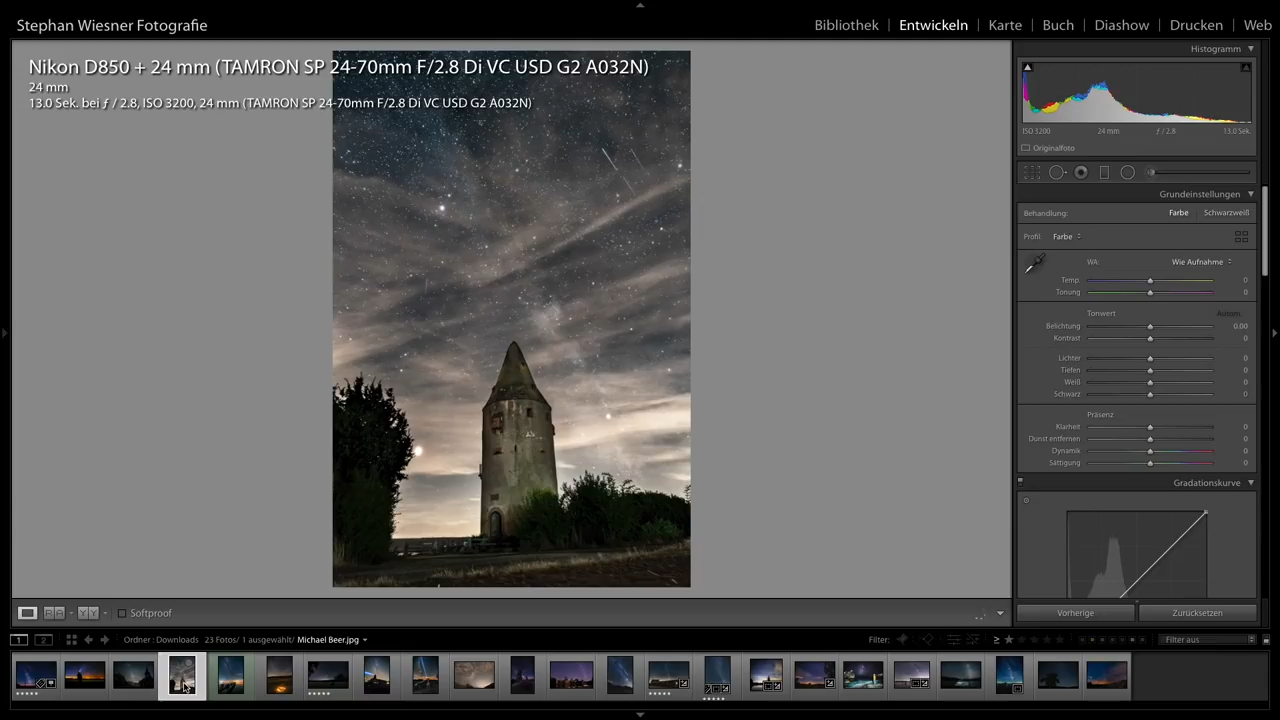 Stephan Wiesner Fotografie
Bibliothek Entwickeln Karte Buch Diashow Drucken Web
Nikon D850 + 24 mm (TAMRON SP 24-70mm F/2.8 Di VC USD G2 A032N)
24 mm
13.0 Sek. bei ƒ / 2.8, ISO 3200, 24 mm (TAMRON SP 24-70mm F/2.8 Di VC USD G2 A032N)
Histogramm
ISO 3200 24 mm ƒ / 2.8 13.0 Sek.
Originalfoto
Grundeinstellungen
Behandlung: Farbe Schwarzweiß
Profil Farbe
WA: Wie Aufnahme
Temp. 0
Tonung 0
Tonwert Autom.
Belichtung 0.00
Kontrast 0
Lichter 0
Tiefen 0
Weiß 0
Schwarz 0
Präsenz
Klarheit 0
Dunst entfernen 0
Dynamik 0
Sättigung 0
Gradationskurve
Softproof
Vorherige Zurücksetzen
1 2 Ordner : Downloads 23 Fotos/ 1 ausgewählt/ Michael Beer.jpg Filter: Filter aus